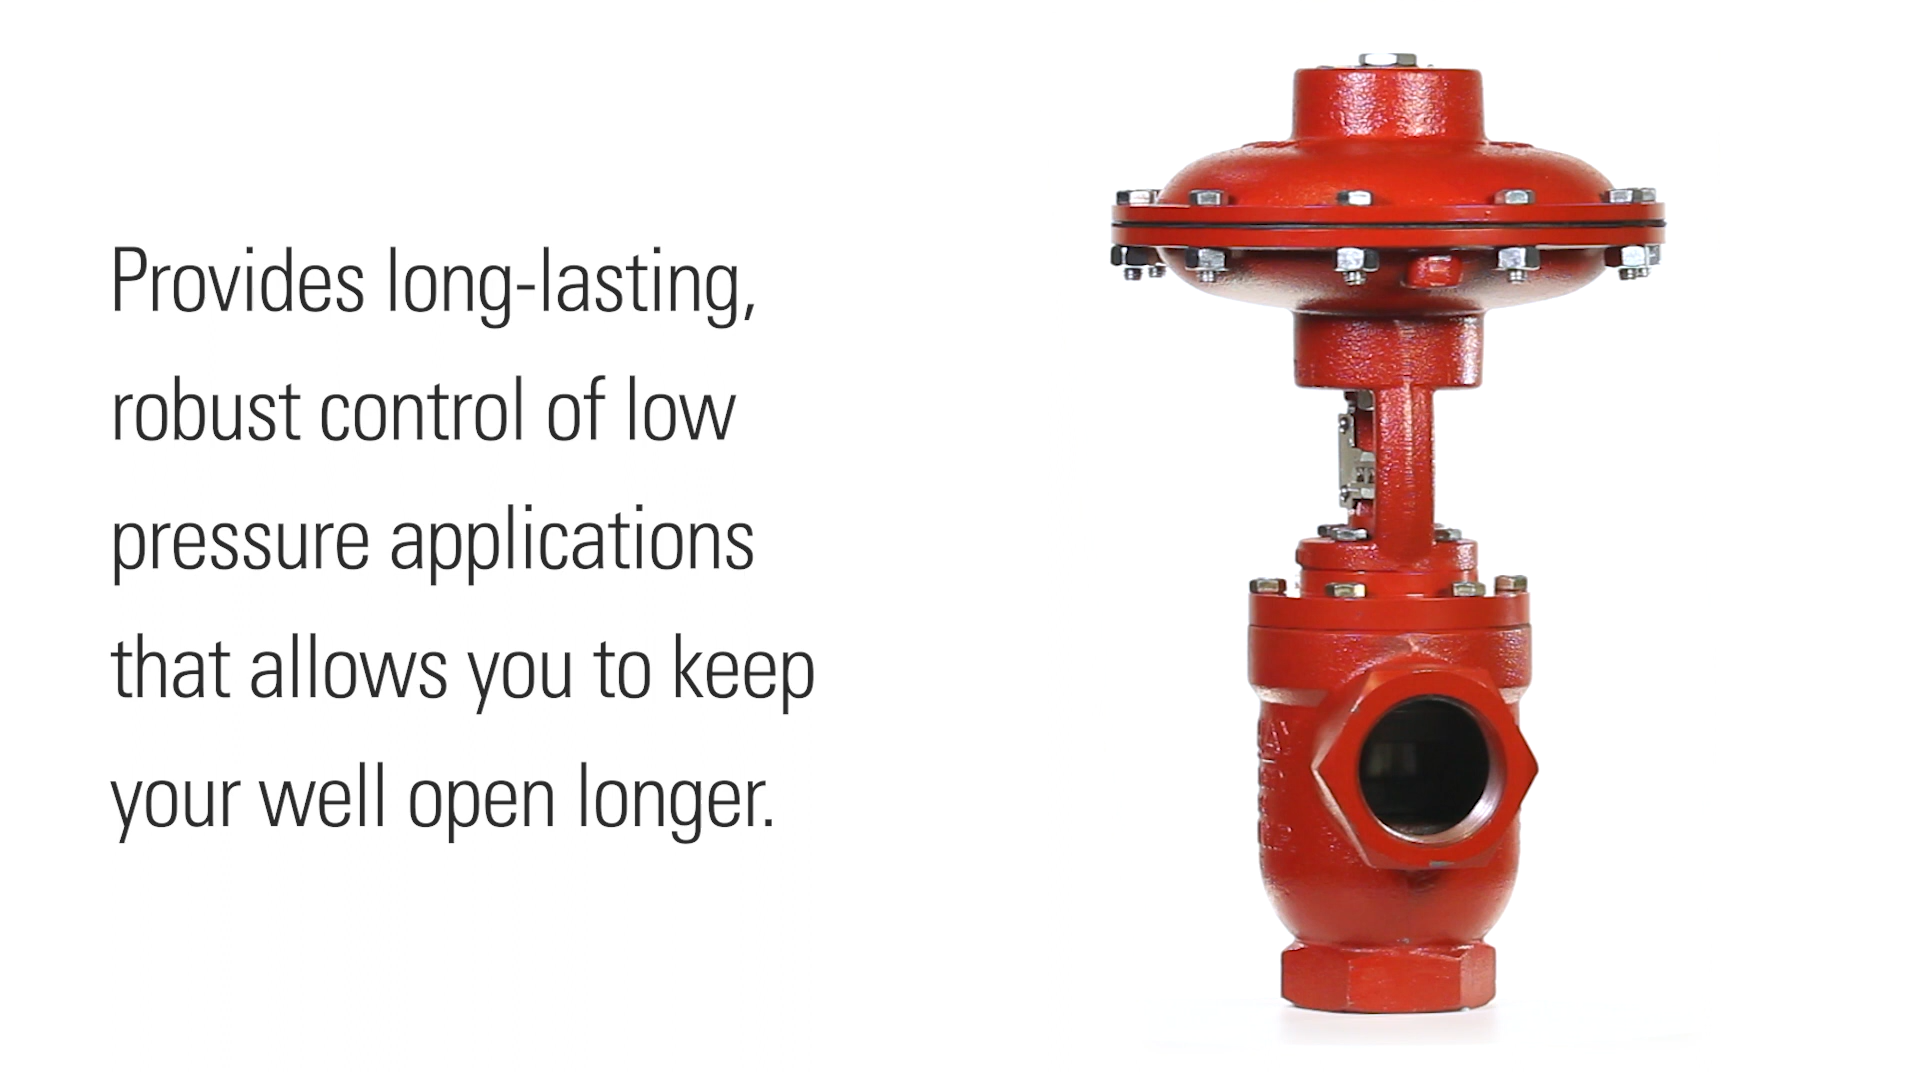 Provides long-lasting,
robust control of low
pressure applications
that allows you to keep
your well open longer.